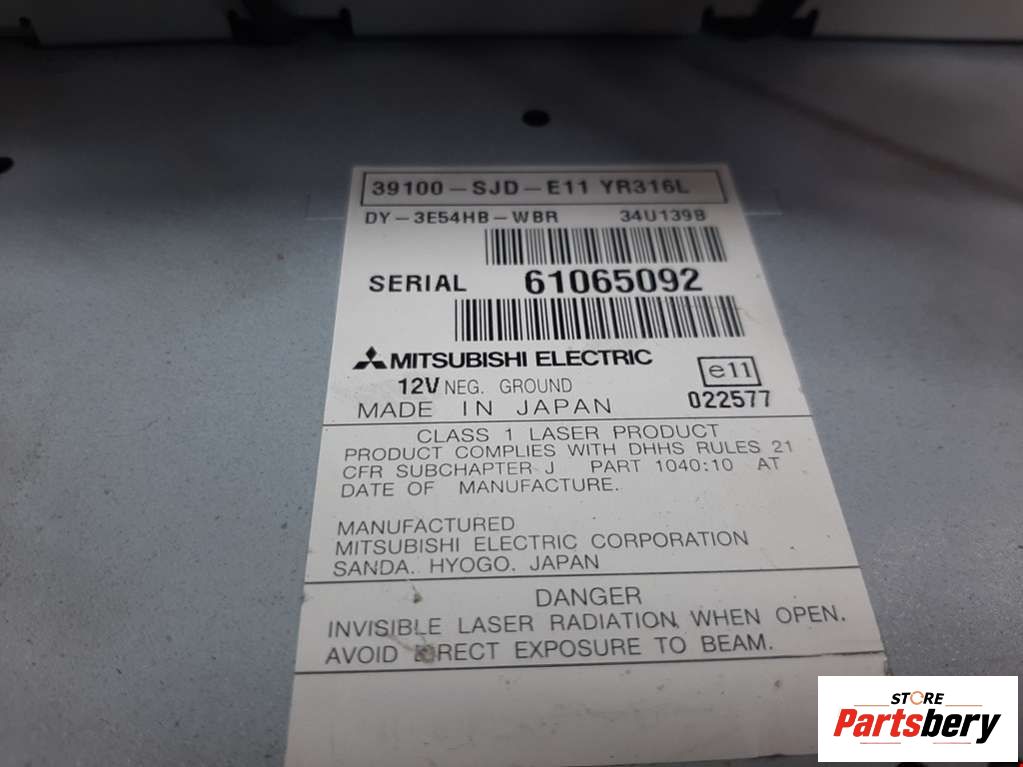 39100-SJD-E11 YR316L
DY-3E54HB-WBR 34U139B
SERIAL 61065092
MITSUBISHI ELECTRIC
e11
12V NEG. GROUND
022577
MADE IN JAPAN
CLASS 1 LASER PRODUCT
PRODUCT COMPLIES WITH DHHS RULES 21
CFR SUBCHAPTER J PART 1040:10 AT
DATE OF MANUFACTURE.
MANUFACTURED
MITSUBISHI ELECTRIC CORPORATION
SANDA. HYOGO. JAPAN
DANGER
INVISIBLE LASER RADIATION, WHEN OPEN.
AVOID DIRECT EXPOSURE TO BEAM.
STORE
Partsbery